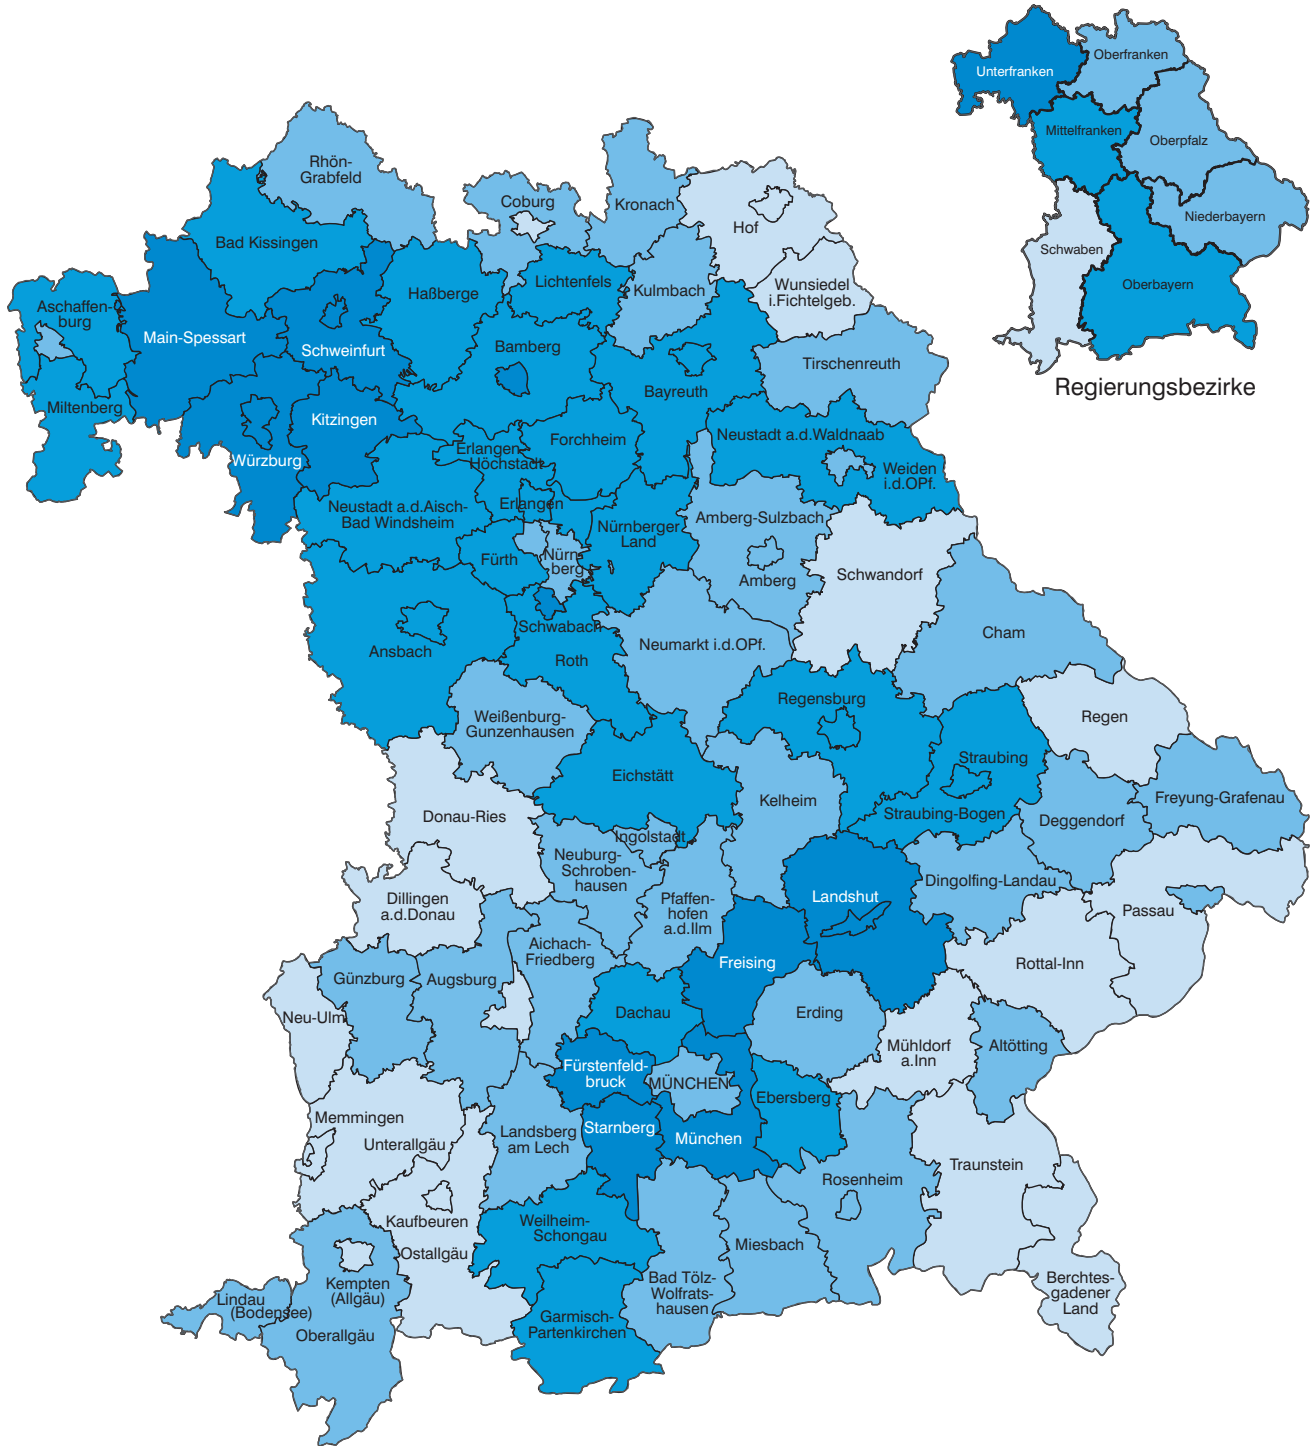 Unterfranken
Oberfranken
Mittelfranken
Oberpfalz
Niederbayern
Schwaben
Oberbayern
Regierungsbezirke
Rhön-
Grabfeld
Coburg
Kronach
Hof
Bad Kissingen
Lichtenfels
Kulmbach
Wunsiedel
i.Fichtelgeb.
Haßberge
Aschaffen-
burg
Main-Spessart
Schweinfurt
Bamberg
Tirschenreuth
Bayreuth
Miltenberg
Kitzingen
Neustadt a.d.Waldnaab
Forchheim
Erlangen-
Höchstadt
Würzburg
Weiden
i.d.OPf.
Neustadt a.d.Aisch-
Bad Windsheim
Erlangen
Amberg-Sulzbach
Nürnberger
Land
Fürth
Nürn-
berg
Amberg
Schwandorf
Schwabach
Cham
Neumarkt i.d.OPf.
Ansbach
Roth
Regensburg
Regen
Weißenburg-
Gunzenhausen
Straubing
Eichstätt
Kelheim
Freyung-Grafenau
Donau-Ries
Straubing-Bogen
Deggendorf
Ingolstadt
Neuburg-
Schroben-
hausen
Dingolfing-Landau
Dillingen
a.d.Donau
Pfaffen-
hofen
a.d.Ilm
Landshut
Passau
Aichach-
Friedberg
Freising
Rottal-Inn
Günzburg
Augsburg
Neu-Ulm
Dachau
Erding
Mühldorf
a.Inn
Altötting
Fürstenfeld-
bruck
MÜNCHEN
Ebersberg
Memmingen
Unterallgäu
Landsberg
am Lech
Starnberg
München
Traunstein
Rosenheim
Kaufbeuren
Weilheim-
Schongau
Ostallgäu
Miesbach
Kempten
(Allgäu)
Bad Tölz-
Wolfrats-
hausen
Berchtes-
gadener
Land
Lindau
(Bodensee)
Oberallgäu
Garmisch-
Partenkirchen